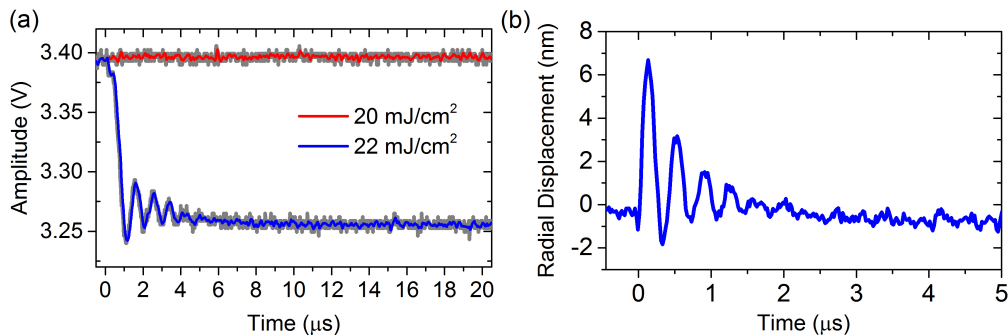 (a)
Amplitude (V)
3.40
3.35
3.30
3.25
20 mJ/cm²
22 mJ/cm²
0 2 4 6 8 10 12 14 16 18 20
Time (μs)
(b)
Radial Displacement (nm)
8
6
4
2
0
-2
0 1 2 3 4 5
Time (μs)